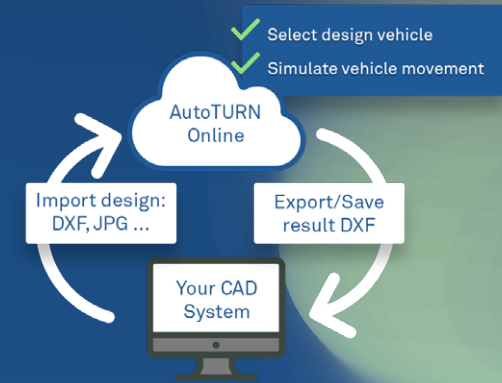 Select design vehicle
Simulate vehicle movement
AutoTURN
Online
Import design:
DXF, JPG ...
Export/Save
result DXF
Your CAD
System